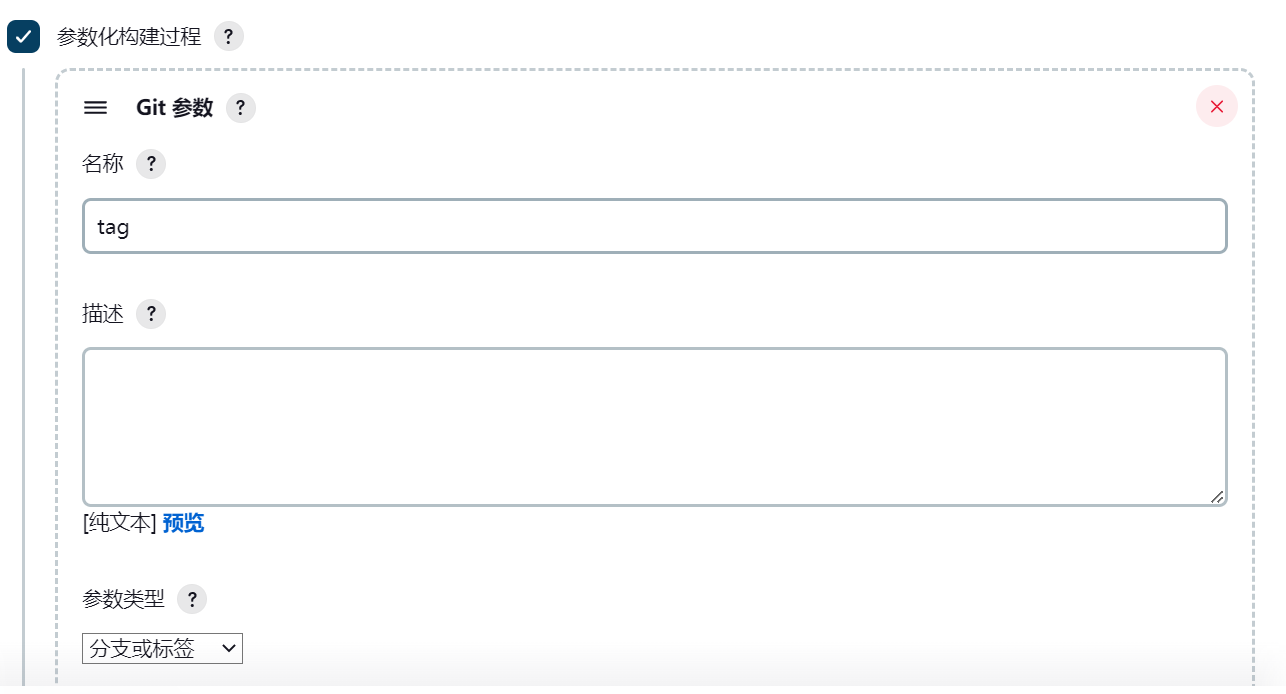 参数化构建过程 ?
Git 参数 ?
名称 ?
tag
描述 ?
[纯文本] 预览
参数类型 ?
分支或标签